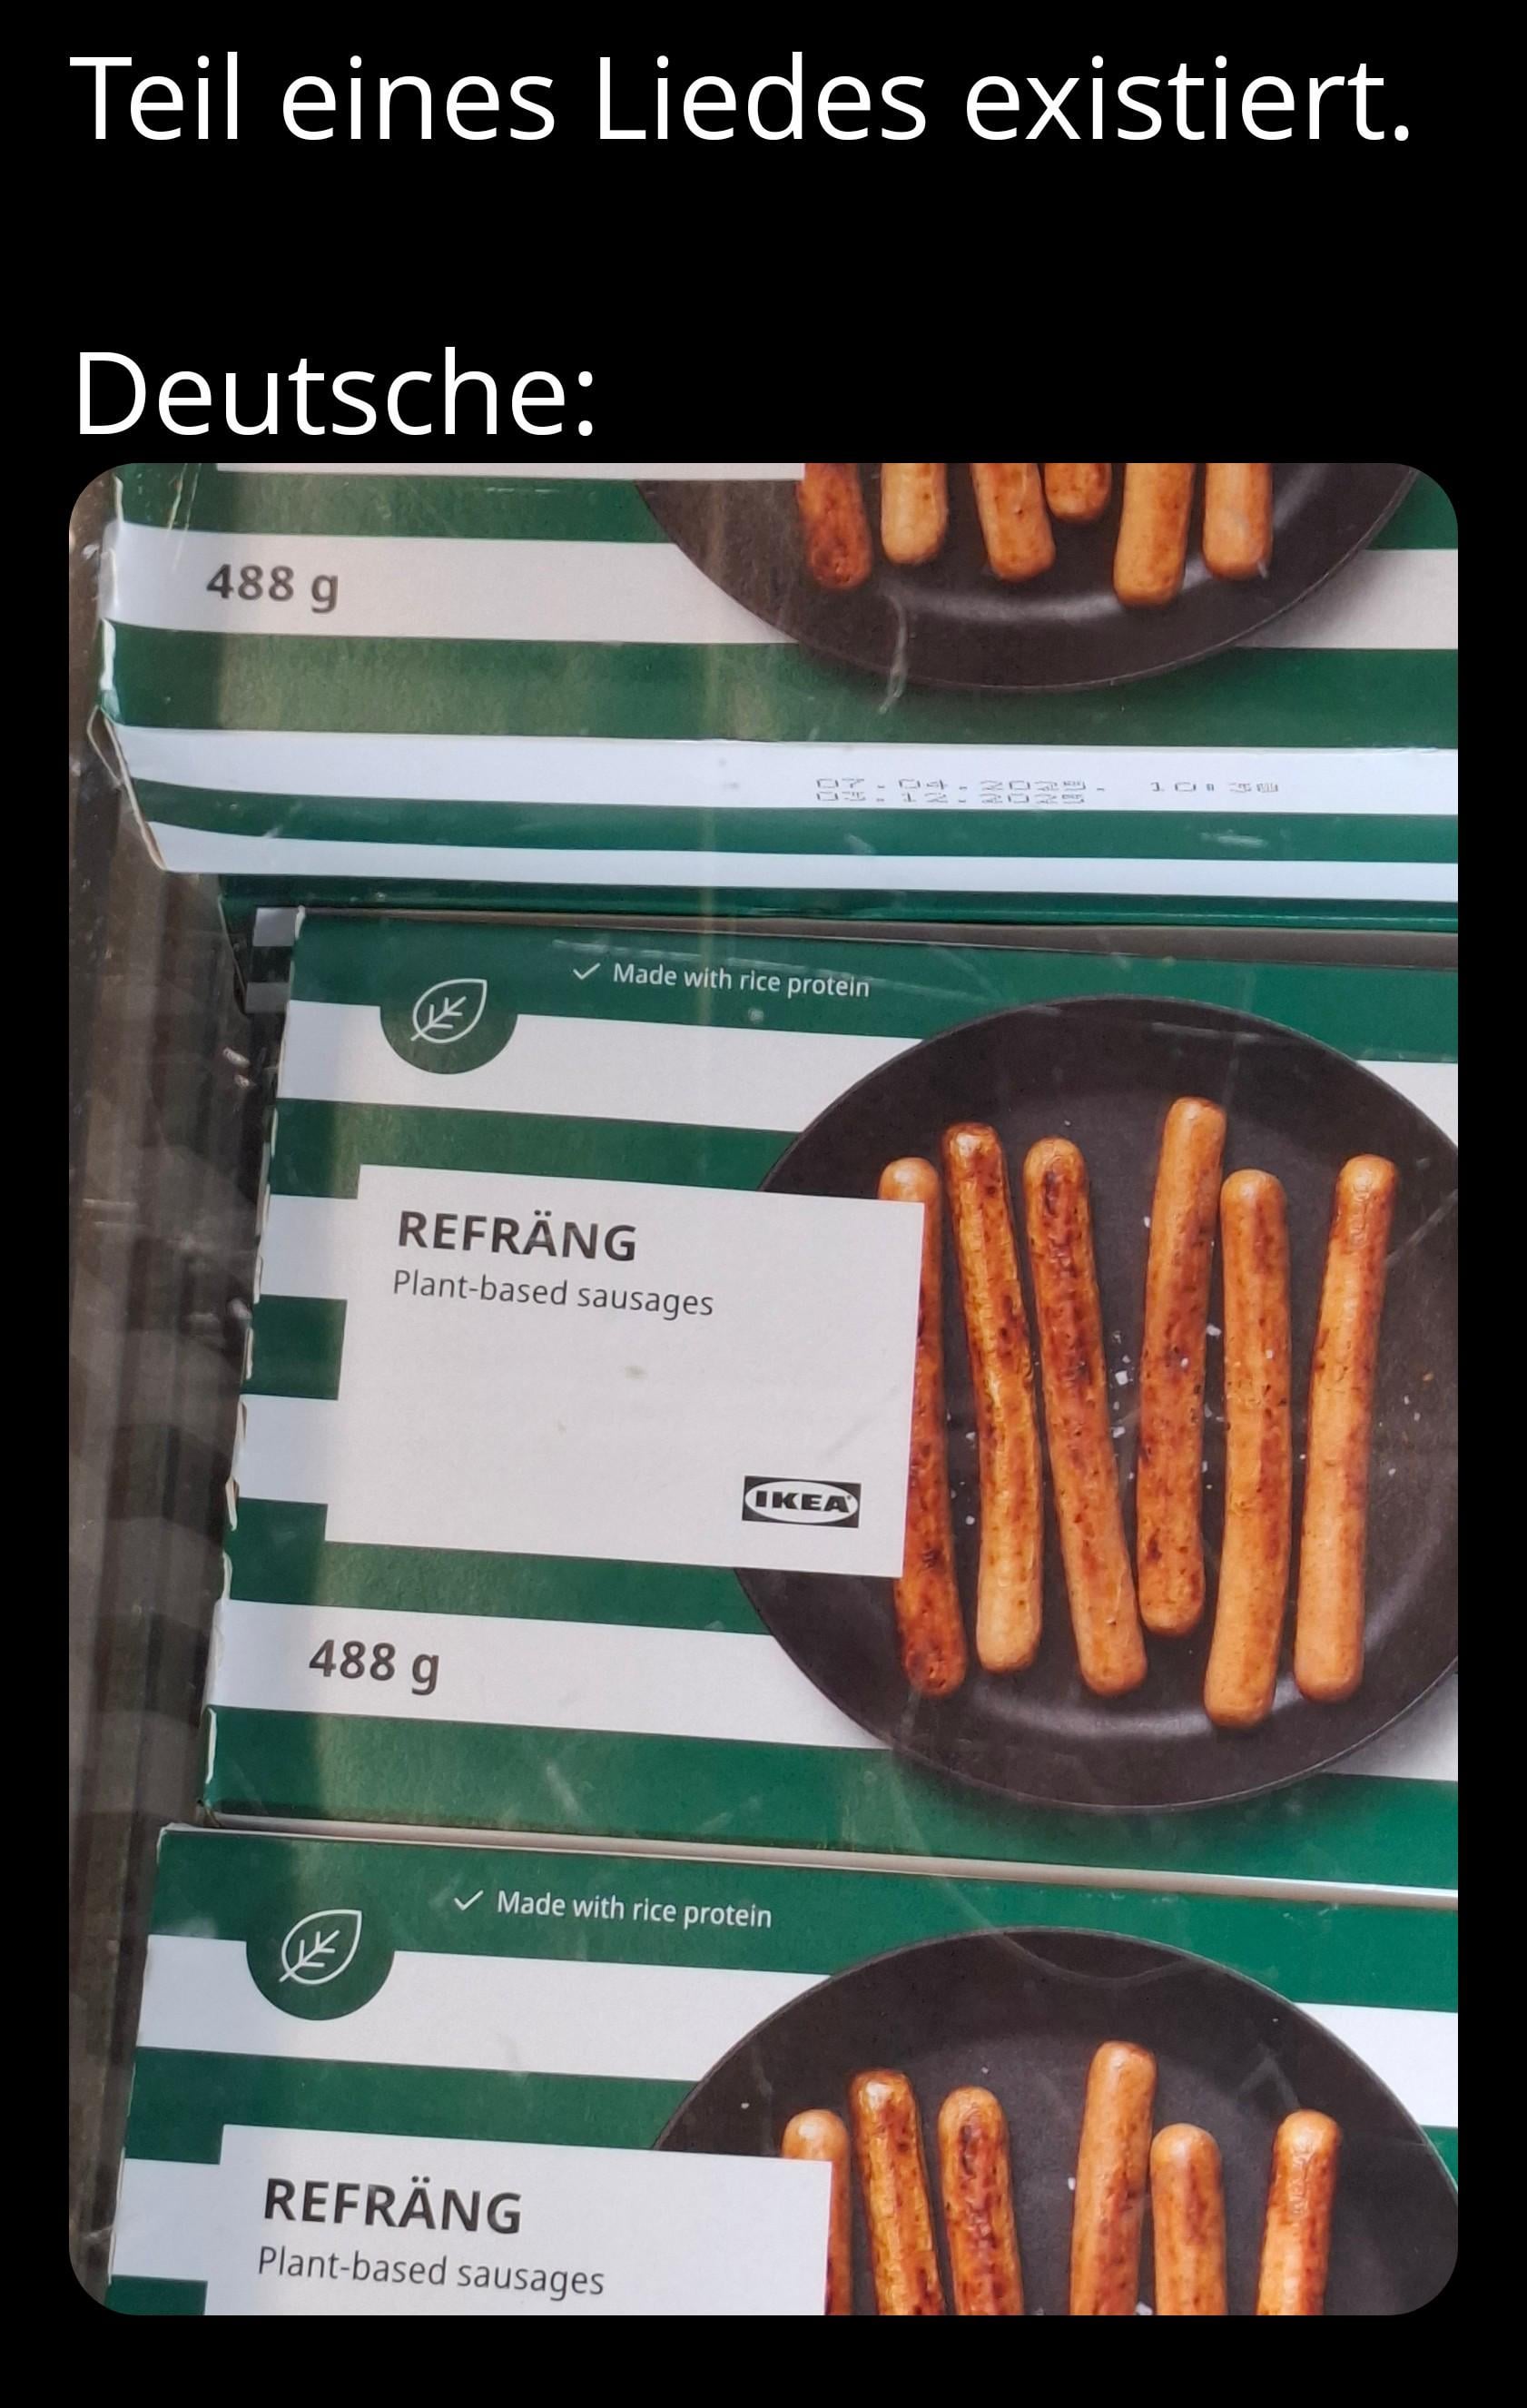 Teil eines Liedes existiert.
Deutsche:
488 g
✓ Made with rice protein
REFRÄNG
Plant-based sausages
IKEA
488 g
✓ Made with rice protein
REFRÄNG
Plant-based sausages